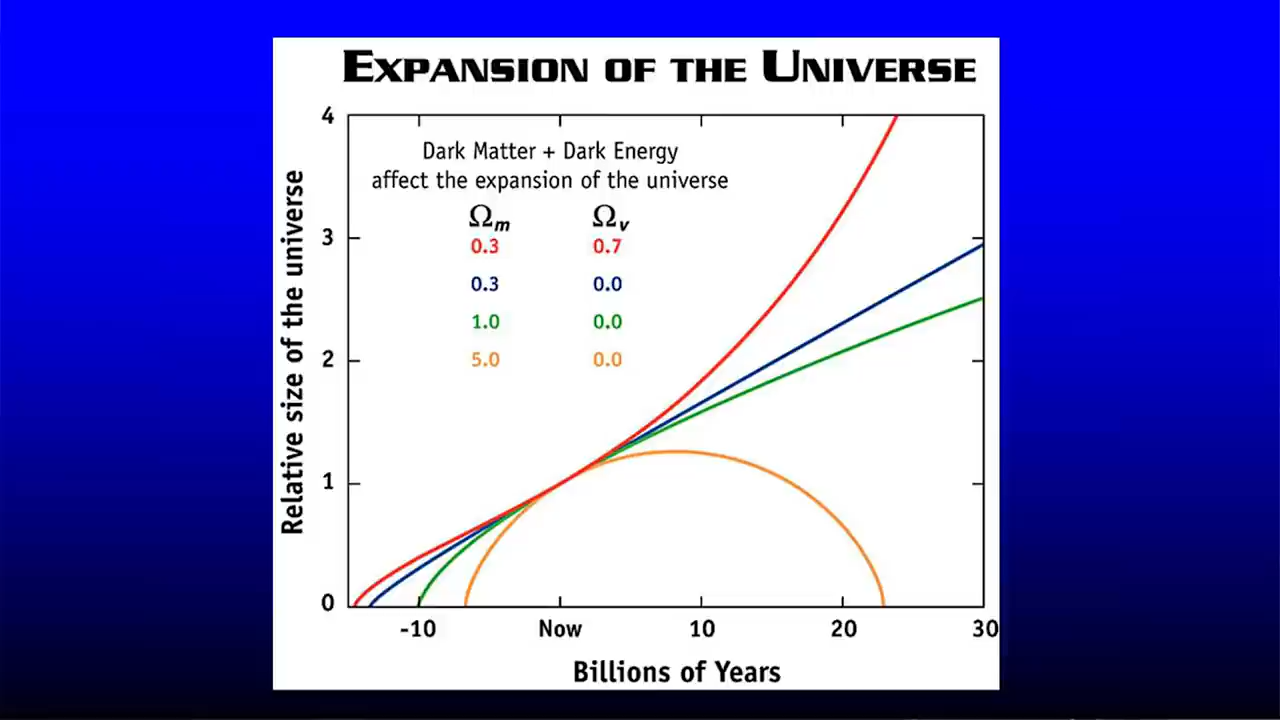 EXPANSION OF THE UNIVERSE
Dark Matter + Dark Energy
affect the expansion of the universe
Ωm Ωv
0.3 0.7
0.3 0.0
1.0 0.0
5.0 0.0
Relative size of the universe
4
3
2
1
0
-10 Now 10 20 30
Billions of Years